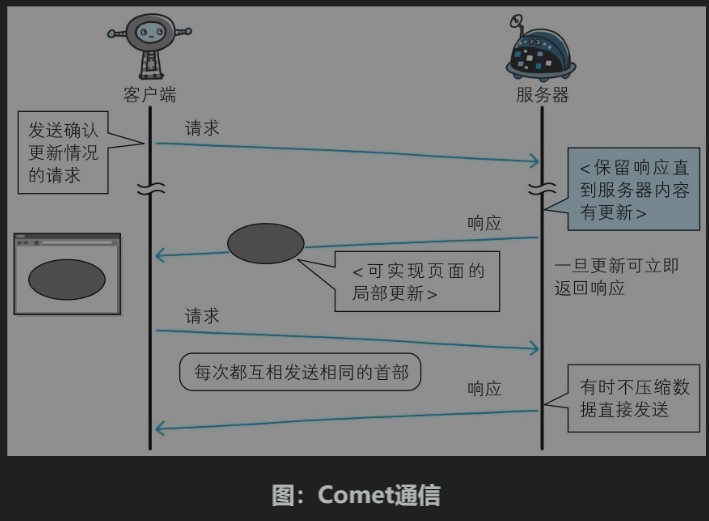 客户端
服务器
发送确认
更新情况
的请求
请求
<保留响应直
到服务器内容
有更新>
响应
<可实现页面的
局部更新>
一旦更新可立即
返回响应
请求
每次都互相发送相同的首部
响应
有时不压缩数
据直接发送
图：Comet通信